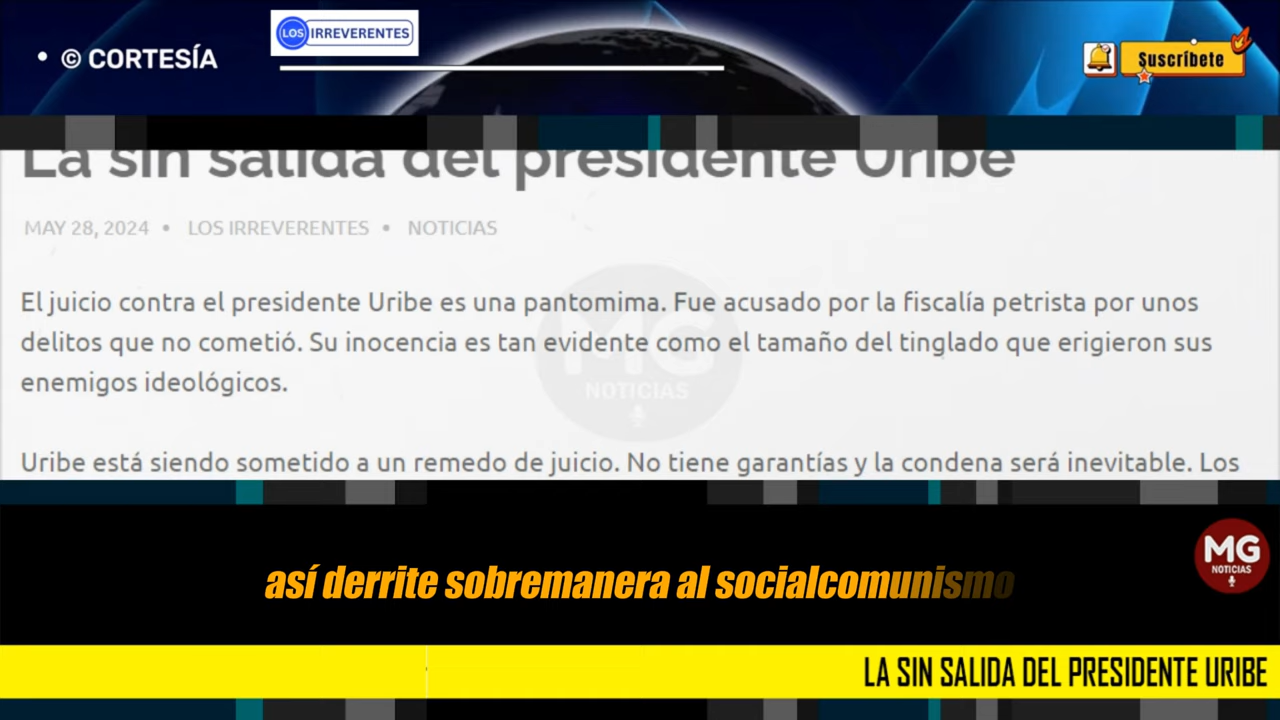 • © CORTESÍA
LOS IRREVERENTES
Suscríbete
La sin salida del presidente Uribe
MAY 28, 2024 • LOS IRREVERENTES • NOTICIAS
El juicio contra el presidente Uribe es una pantomima. Fue acusado por la fiscalía petrista por unos
delitos que no cometió. Su inocencia es tan evidente como el tamaño del tinglado que erigieron sus
enemigos ideológicos.
MG
NOTICIAS
Uribe está siendo sometido a un remedo de juicio. No tiene garantías y la condena será inevitable. Los
así derrite sobremanera al socialcomunismo
MG
NOTICIAS
LA SIN SALIDA DEL PRESIDENTE URIBE